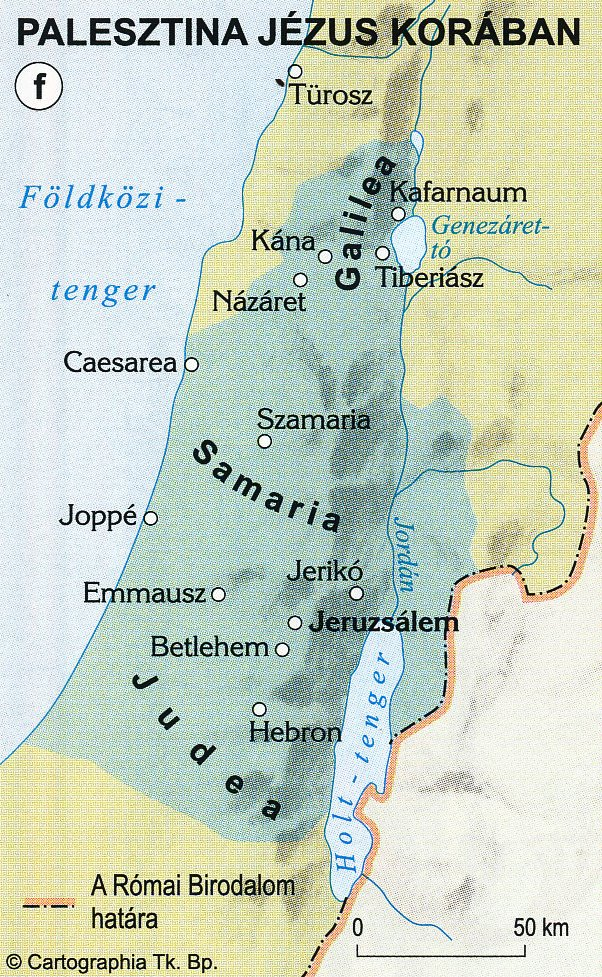 PALESZTINA JÉZUS KORÁBAN
f
Türosz
Földközi -
tenger
Galilea
Kafarnaum
Genezáret-
tó
Kána
Tiberiász
Názáret
Caesarea
Szamaria
Samaria
Joppé
Jordán
Jerikó
Emmausz
Jeruzsálem
Betlehem
Judea
Hebron
Holt - tenger
A Római Birodalom
határa
0 50 km
© Cartographia Tk. Bp.